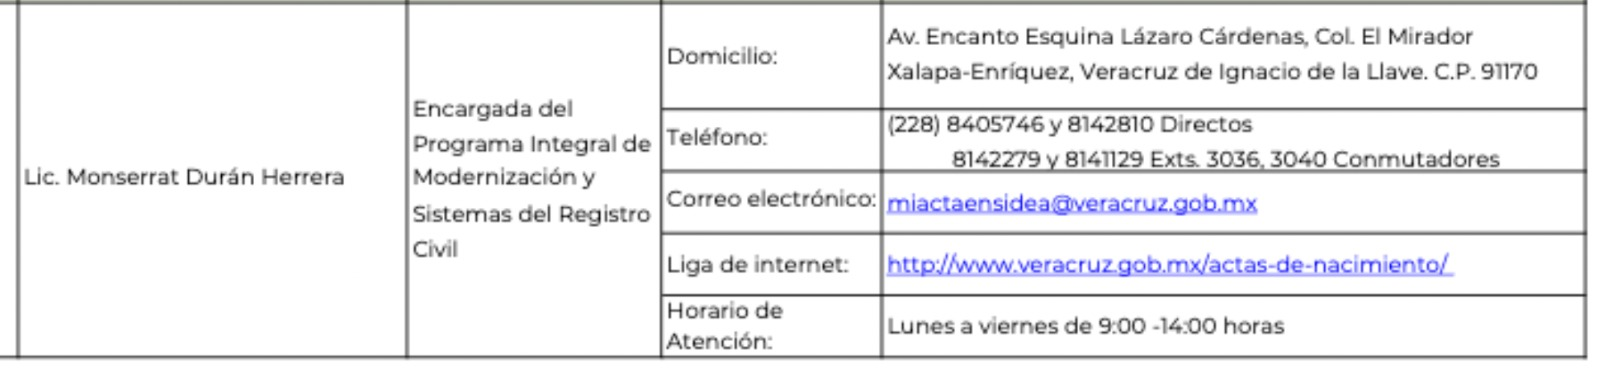 Lic. Monserrat Durán Herrera
Encargada del
Programa Integral de
Modernización y
Sistemas del Registro
Civil
Domicilio:
Av. Encanto Esquina Lázaro Cárdenas, Col. El Mirador
Xalapa-Enríquez, Veracruz de Ignacio de la Llave. C.P. 91170
Teléfono:
(228) 8405746 y 8142810 Directos
8142279 y 8141129 Exts. 3036, 3040 Conmutadores
Correo electrónico:
miactaensidea@veracruz.gob.mx
Liga de internet:
http://www.veracruz.gob.mx/actas-de-nacimiento/
Horario de
Atención:
Lunes a viernes de 9:00 -14:00 horas